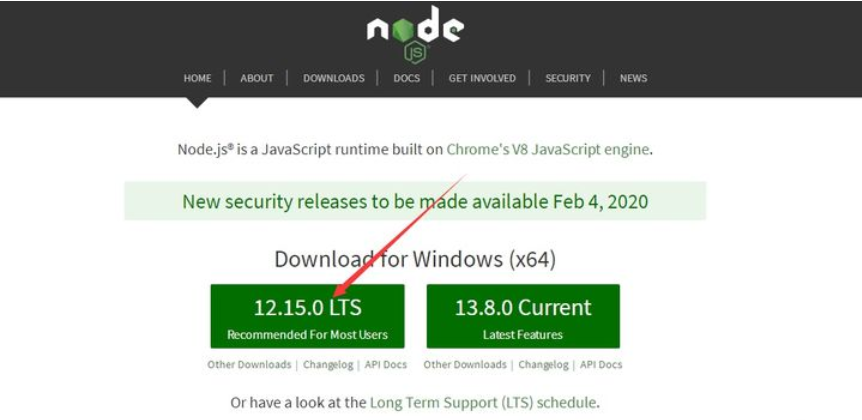 node
JS
HOME | ABOUT | DOWNLOADS | DOCS | GET INVOLVED | SECURITY | NEWS
Node.js® is a JavaScript runtime built on Chrome's V8 JavaScript engine.
New security releases to be made available Feb 4, 2020
Download for Windows (x64)
12.15.0 LTS
Recommended For Most Users
13.8.0 Current
Latest Features
Other Downloads | Changelog | API Docs
Other Downloads | Changelog | API Docs
Or have a look at the Long Term Support (LTS) schedule.